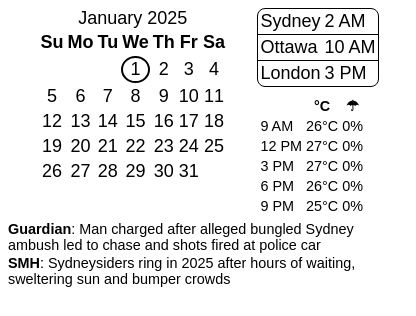 January 2025
Su Mo Tu We Th Fr Sa
1 2 3 4
5 6 7 8 9 10 11
12 13 14 15 16 17 18
19 20 21 22 23 24 25
26 27 28 29 30 31
Sydney 2 AM
Ottawa 10 AM
London 3 PM
°C ☂
9 AM 26°C 0%
12 PM 27°C 0%
3 PM 27°C 0%
6 PM 26°C 0%
9 PM 25°C 0%
Guardian: Man charged after alleged bungled Sydney
ambush led to chase and shots fired at police car
SMH: Sydneysiders ring in 2025 after hours of waiting,
sweltering sun and bumper crowds